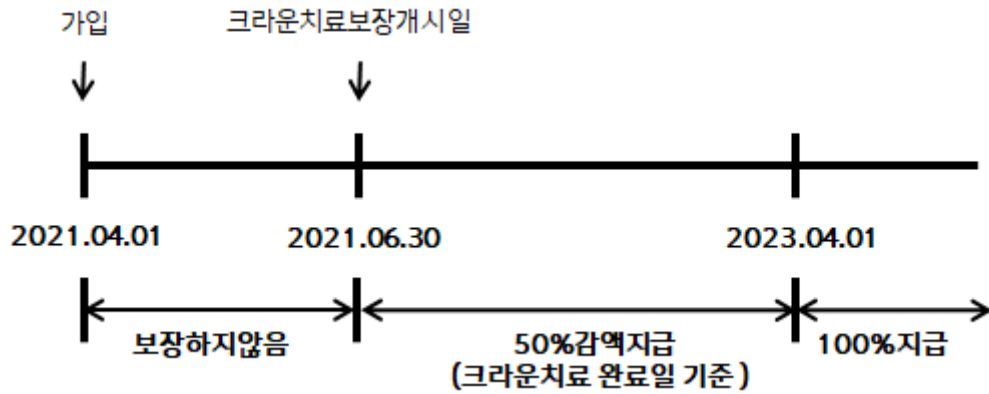 가입
크라운치료보장개시일
2021.04.01
2021.06.30
2023.04.01
보장하지않음
50%감액지급
(크라운치료 완료일 기준 )
100%지급